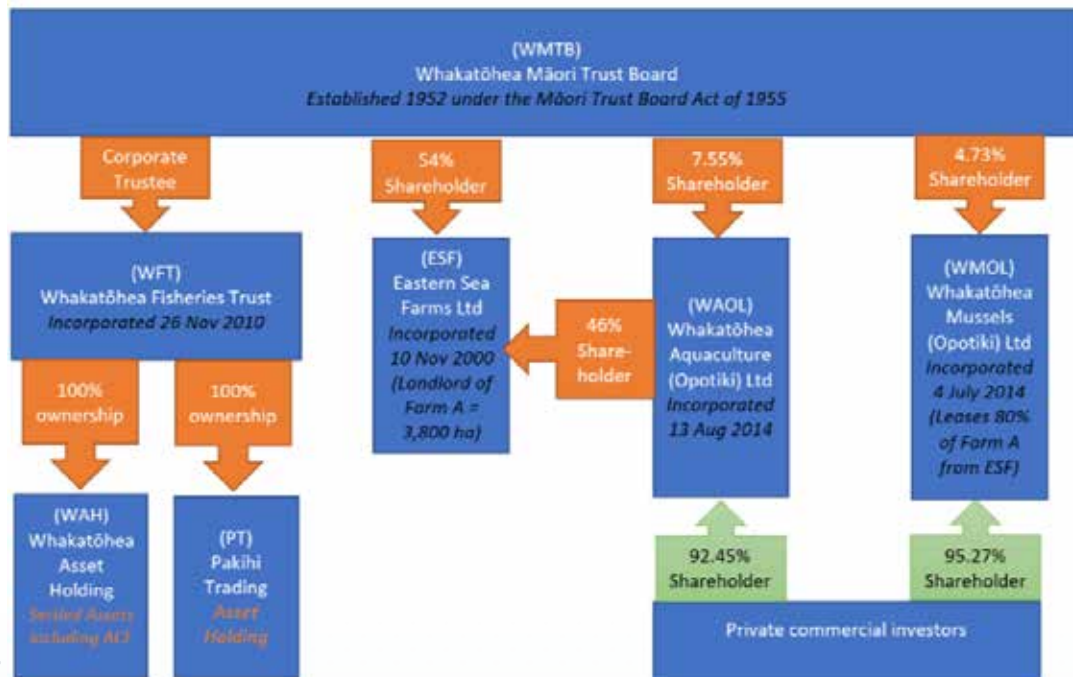 (WMTB)
Whakatōhea Māori Trust Board
Established 1952 under the Māori Trust Board Act of 1955
Corporate
Trustee
54%
Shareholder
7.55%
Shareholder
4.73%
Shareholder
(WFT)
Whakatōhea Fisheries Trust
Incorporated 26 Nov 2010
(ESF)
Eastern Sea
Farms Ltd
Incorporated
10 Nov 2000
(Landlord of
Farm A =
3,800 ha)
46%
Share-
holder
(WAOL)
Whakatōhea
Aquaculture
(Opotiki) Ltd
Incorporated
13 Aug 2014
(WMOL)
Whakatōhea
Mussels
(Opotiki) Ltd
Incorporated
4 July 2014
(Leases 80%
of Farm A
from ESF)
100%
ownership
100%
ownership
(WAH)
Whakatōhea
Asset
Holding
Settled Assets
including
(PT)
Pakihi
Trading
Asset
Holding
92.45%
Shareholder
95.27%
Shareholder
Private commercial investors